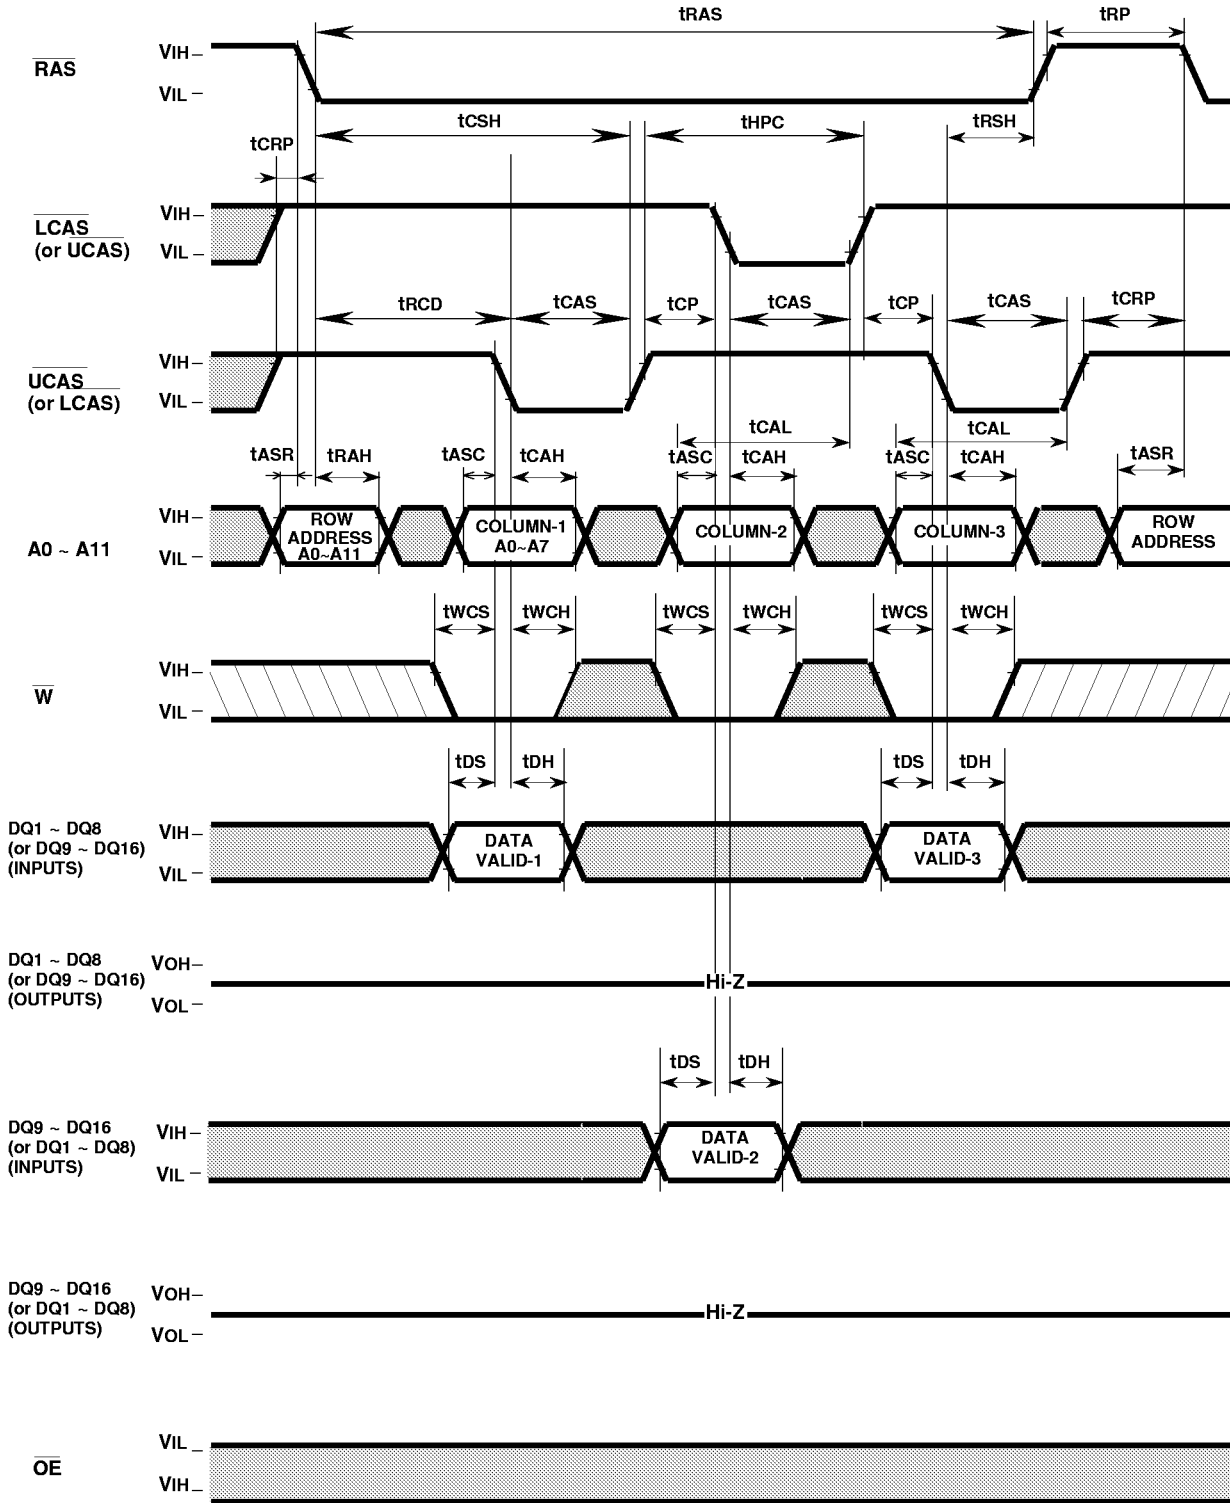 tRAS
tRP
RAS
VIH
VIL
tCSH
tHPC
tRSH
tCRP
LCAS
(or UCAS)
VIH
VIL
tRCD
tCAS
tCP
tCAS
tCP
tCAS
tCRP
UCAS
(or LCAS)
VIH
VIL
tCAL
tCAL
tASR
tRAH
tASC
tCAH
tASC
tCAH
tASC
tCAH
tASR
A0 ~ A11
VIH
VIL
ROW
ADDRESS
A0~A11
COLUMN-1
A0~A7
COLUMN-2
COLUMN-3
ROW
ADDRESS
tWCS
tWCH
tWCS
tWCH
tWCS
tWCH
W
VIH
VIL
tDS
tDH
tDS
tDH
DQ1 ~ DQ8
(or DQ9 ~ DQ16)
(INPUTS)
VIH
VIL
DATA
VALID-1
DATA
VALID-3
DQ1 ~ DQ8
(or DQ9 ~ DQ16)
(OUTPUTS)
VOH
VOL
Hi-Z
tDS
tDH
DQ9 ~ DQ16
(or DQ1 ~ DQ8)
(INPUTS)
VIH
VIL
DATA
VALID-2
DQ9 ~ DQ16
(or DQ1 ~ DQ8)
(OUTPUTS)
VOH
VOL
Hi-Z
OE
VIL
VIH